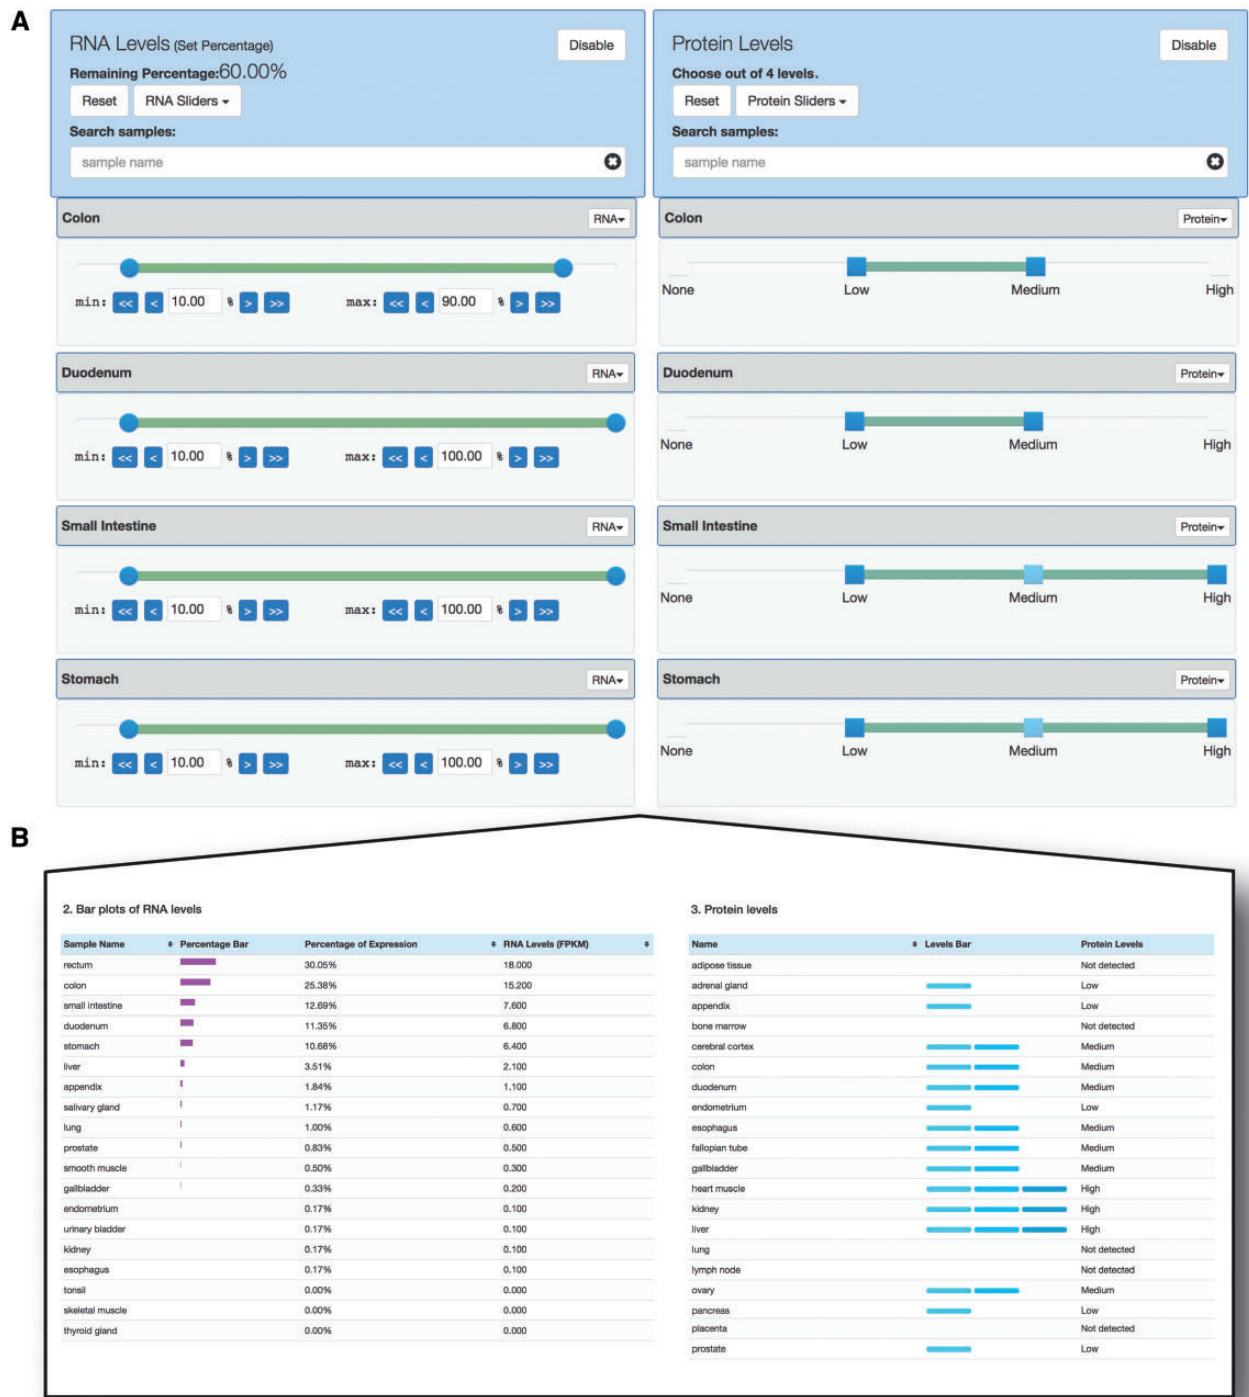 A
RNA Levels (Set Percentage)
Disable
Remaining Percentage:60.00%
Reset RNA Sliders
Search samples:
sample name
Protein Levels
Disable
Choose out of 4 levels.
Reset Protein Sliders
Search samples:
sample name
Colon RNA
min: << < 10.00 % > >> max: << < 90.00 % > >>
Colon Protein
None Low Medium High
Duodenum RNA
min: << < 10.00 % > >> max: << < 100.00 % > >>
Duodenum Protein
None Low Medium High
Small Intestine RNA
min: << < 10.00 % > >> max: << < 100.00 % > >>
Small Intestine Protein
None Low Medium High
Stomach RNA
min: << < 10.00 % > >> max: << < 100.00 % > >>
Stomach Protein
None Low Medium High
B
2. Bar plots of RNA levels
Sample Name Percentage Bar Percentage of Expression RNA Levels (FPKM)
rectum 30.05% 18.000
colon 25.38% 15.200
small intestine 12.69% 7.600
duodenum 11.35% 6.800
stomach 10.68% 6.400
liver 3.51% 2.100
appendix 1.84% 1.100
salivary gland 1.17% 0.700
lung 1.00% 0.600
prostate 0.83% 0.500
smooth muscle 0.50% 0.300
gallbladder 0.33% 0.200
endometrium 0.17% 0.100
urinary bladder 0.17% 0.100
kidney 0.17% 0.100
esophagus 0.17% 0.100
tonsil 0.00% 0.000
skeletal muscle 0.00% 0.000
thyroid gland 0.00% 0.000
3. Protein levels
Name Levels Bar Protein Levels
adipose tissue Not detected
adrenal gland Low
appendix Low
bone marrow Not detected
cerebral cortex Medium
colon Medium
duodenum Medium
endometrium Low
esophagus Medium
fallopian tube Medium
gallbladder Medium
heart muscle High
kidney High
liver High
lung Not detected
lymph node Not detected
ovary Medium
pancreas Low
placenta Not detected
prostate Low